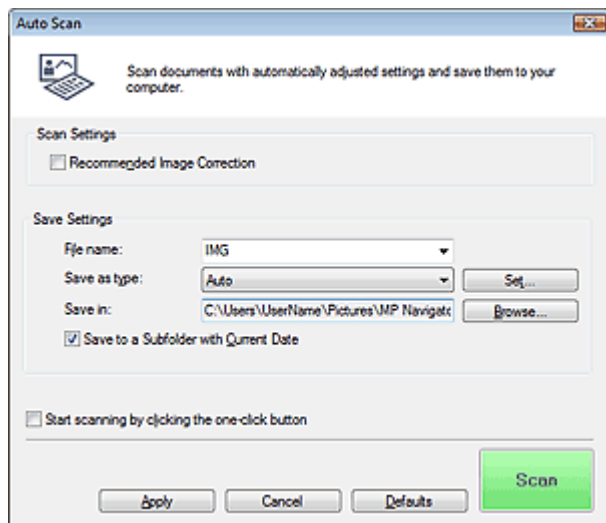 Auto Scan
Scan documents with automatically adjusted settings and save them to your
computer.
Scan Settings
Recommended Image Correction
Save Settings
File name:
IMG
Save as type:
Auto
Set...
Save in:
C:\Users\UserName\Pictures\MP Navigato
Browse...
Save to a Subfolder with Current Date
Start scanning by clicking the one-click button
Scan
Apply
Cancel
Defaults